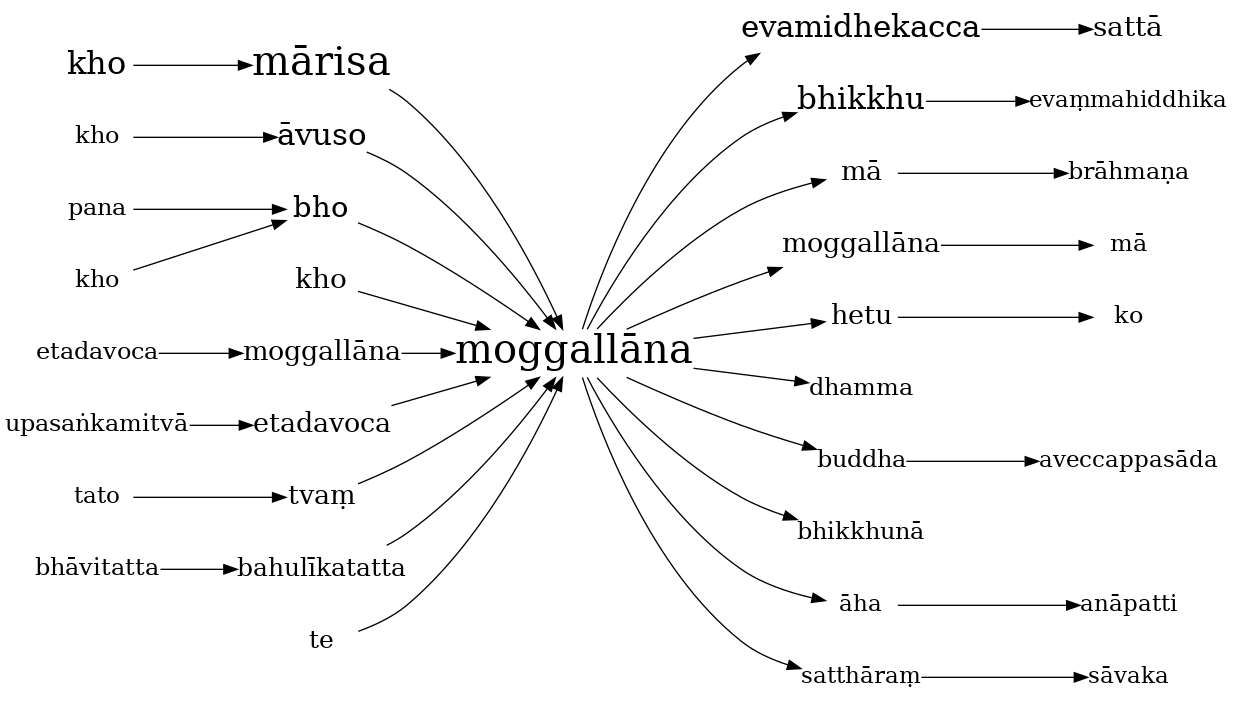 kho mārisa
kho āvuso
pana bho
kho
kho
etadavoca moggallāna
upasaṅkamitvā etadavoca
tato tvaṃ
bhāvitatta bahulīkatatta
te
moggallāna
evamidhekacca sattā
bhikkhu evaṃmahiddhika
mā brāhmaṇa
moggallāna mā
hetu ko
dhamma
buddha aveccappasāda
bhikkhunā
āha anāpatti
satthāraṃ sāvaka